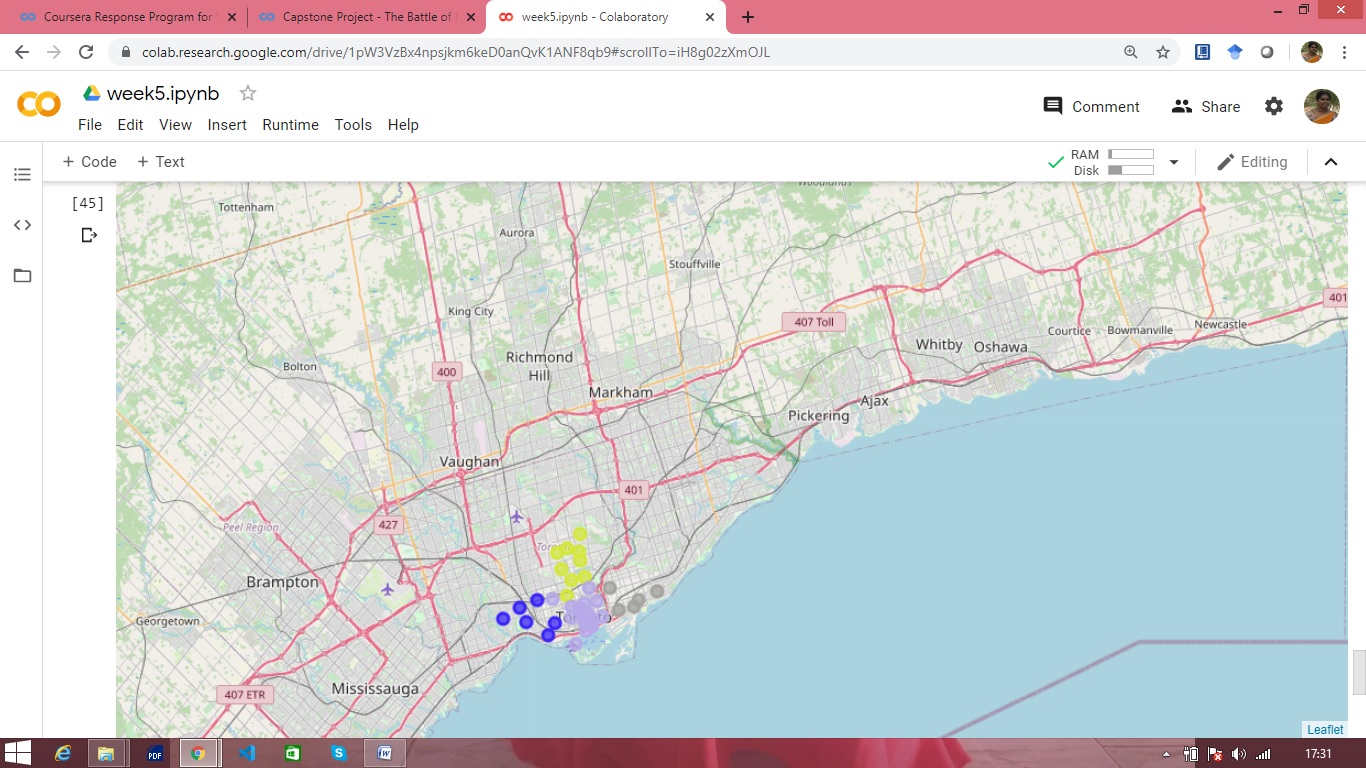 Coursera Response Program for
Capstone Project - The Battle of
week5.ipynb - Colaboratory
colab.research.google.com/drive/1pW3VzBx4npsjkm6keD0anQvK1ANF8qb9#scrollTo=iH8g02zXmOJL
week5.ipynb
Comment
Share
File Edit View Insert Runtime Tools Help
+ Code + Text
RAM
Disk
Editing
[45]
Woodlands
Tottenham
Aurora
Stouffville
King City
401
407 Toll
Newcastle
Courtice
Bowmanville
Whitby
Oshawa
Richmond
Hill
Bolton
400
Markham
Ajax
Pickering
Vaughan
401
427
Peel Region
Brampton
Georgetown
Toronto
Mississauga
407 ETR
Leaflet
PDF
17:31